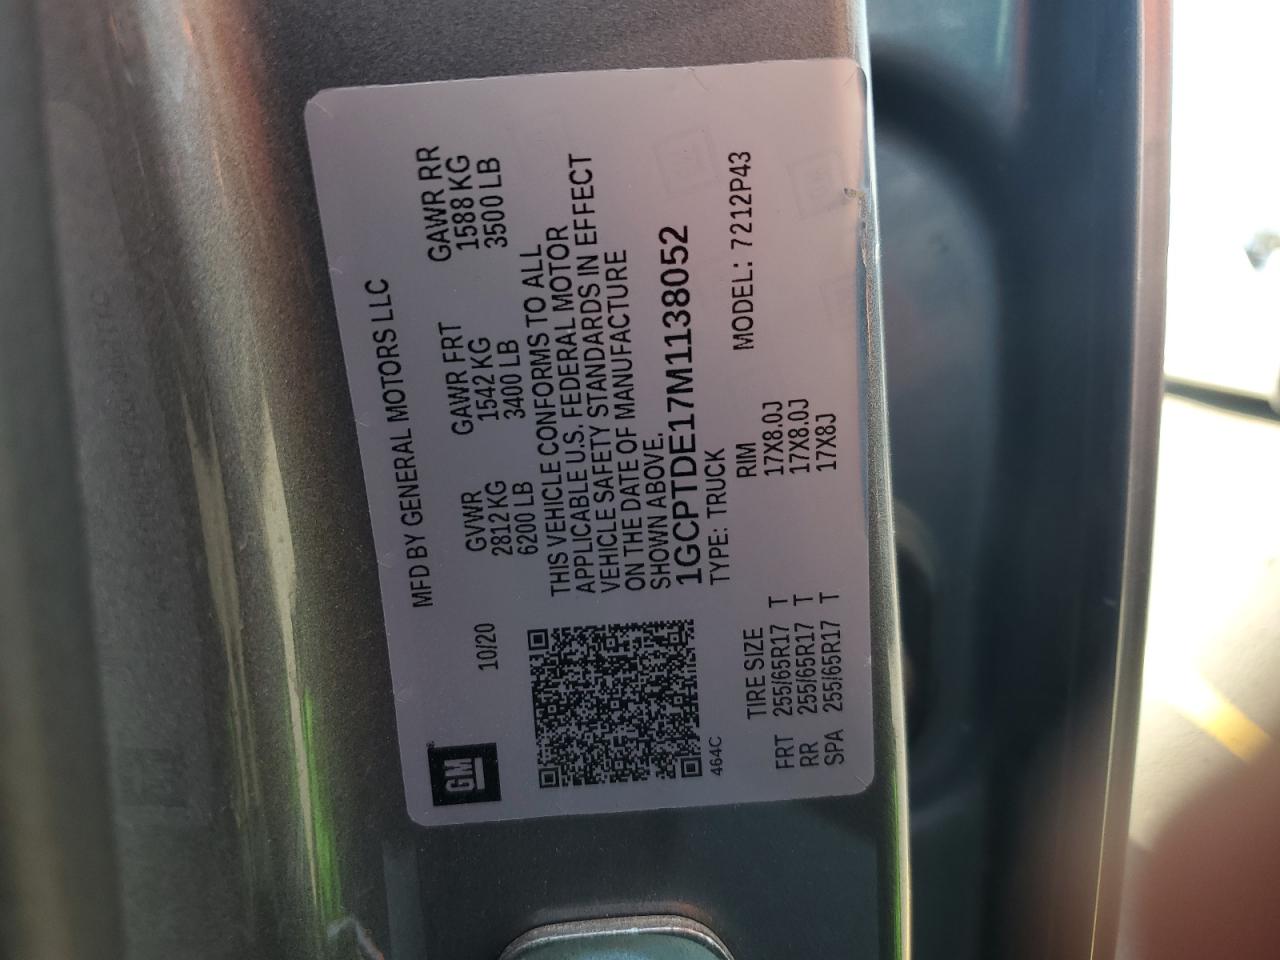 GM
MFD BY GENERAL MOTORS LLC
10/20
GVWR GAWR FRT GAWR RR
2812 KG 1542 KG 1588 KG
6200 LB 3400 LB 3500 LB
THIS VEHICLE CONFORMS TO ALL
APPLICABLE U.S. FEDERAL MOTOR
VEHICLE SAFETY STANDARDS IN EFFECT
ON THE DATE OF MANUFACTURE
SHOWN ABOVE.
1GCPTDE17M1138052
464C TYPE: TRUCK MODEL: 7212P43
TIRE SIZE RIM
FRT 255/65R17 T 17X8.0J
RR 255/65R17 T 17X8.0J
SPA 255/65R17 T 17X8J